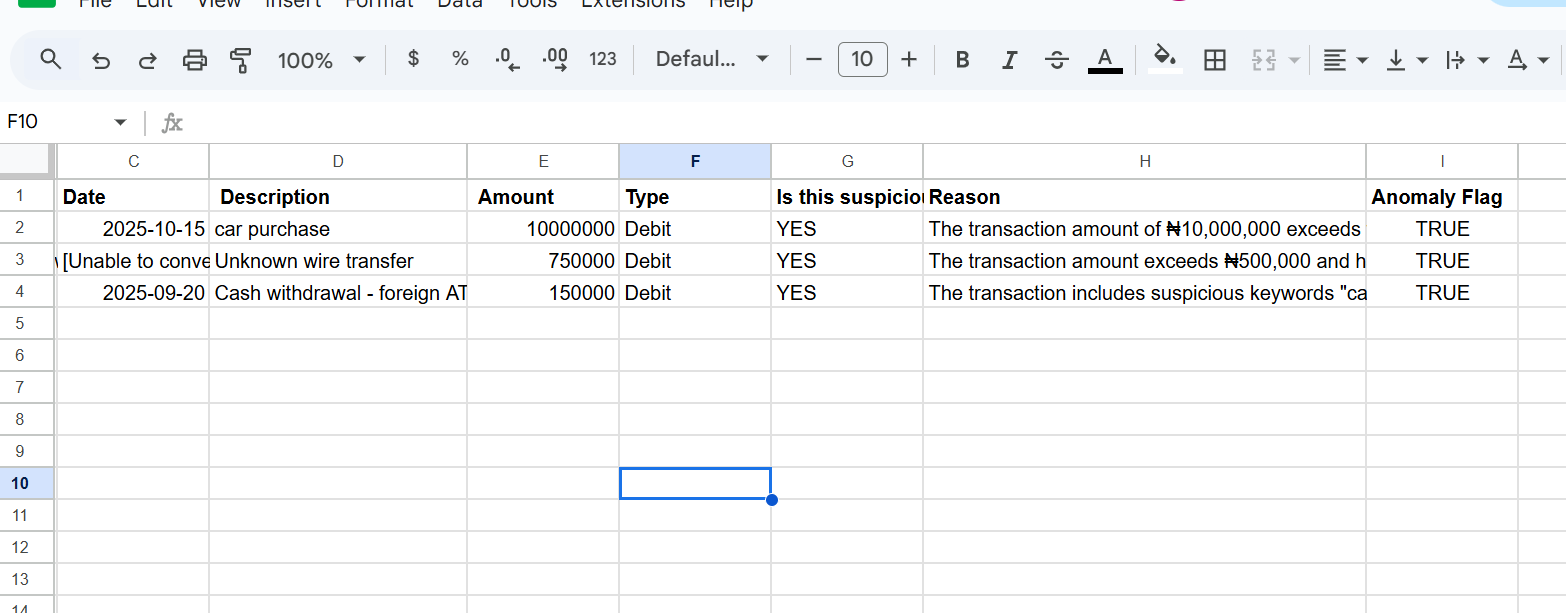 File Edit View Insert Format Data Tools Extensions Help
100% $ % .0 .00 123 Defaul... − 10 + B I A A
F10 fx
C D E F G H I
1 Date Description Amount Type Is this suspiciou Reason Anomaly Flag
2 2025-10-15 car purchase 10000000 Debit YES The transaction amount of ₦10,000,000 exceeds TRUE
3 [Unable to conve Unknown wire transfer 750000 Debit YES The transaction amount exceeds ₦500,000 and h TRUE
4 2025-09-20 Cash withdrawal - foreign AT 150000 Debit YES The transaction includes suspicious keywords "ca TRUE
5
6
7
8
9
10
11
12
13
14